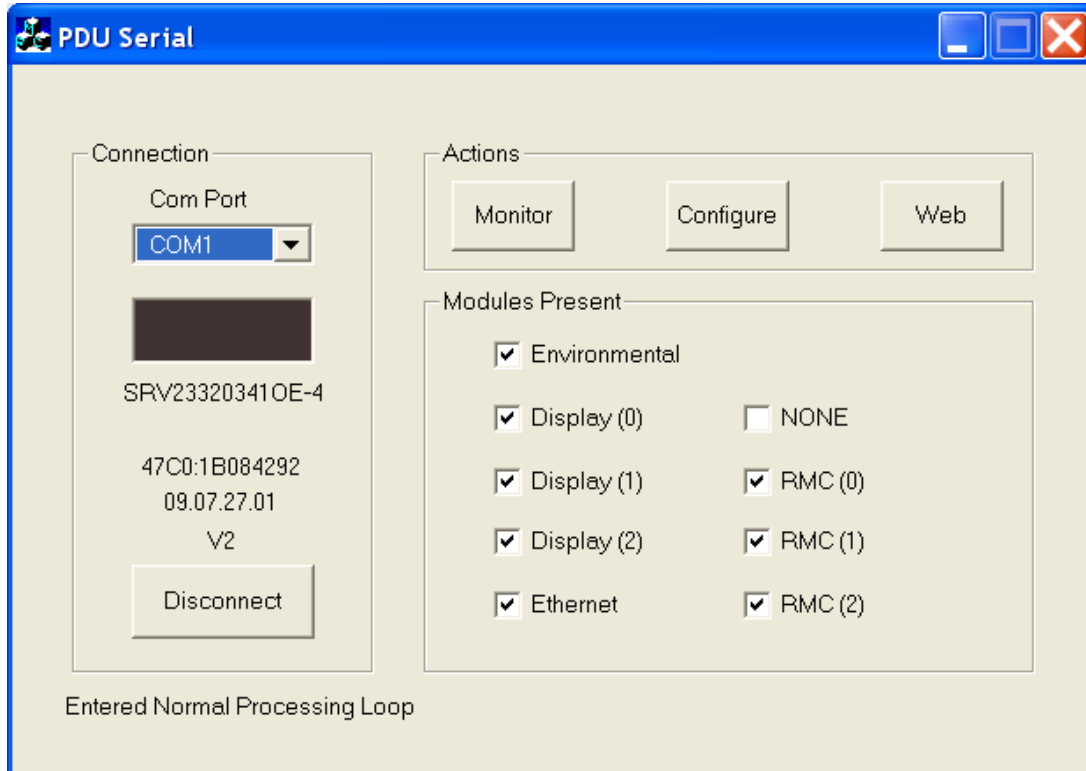 PDU Serial
Connection
Com Port
COM1
SRV23320341OE-4
47C0:1B084292
09.07.27.01
V2
Disconnect
Actions
Monitor Configure Web
Modules Present
Environmental
Display (0) NONE
Display (1) RMC (0)
Display (2) RMC (1)
Ethernet RMC (2)
Entered Normal Processing Loop